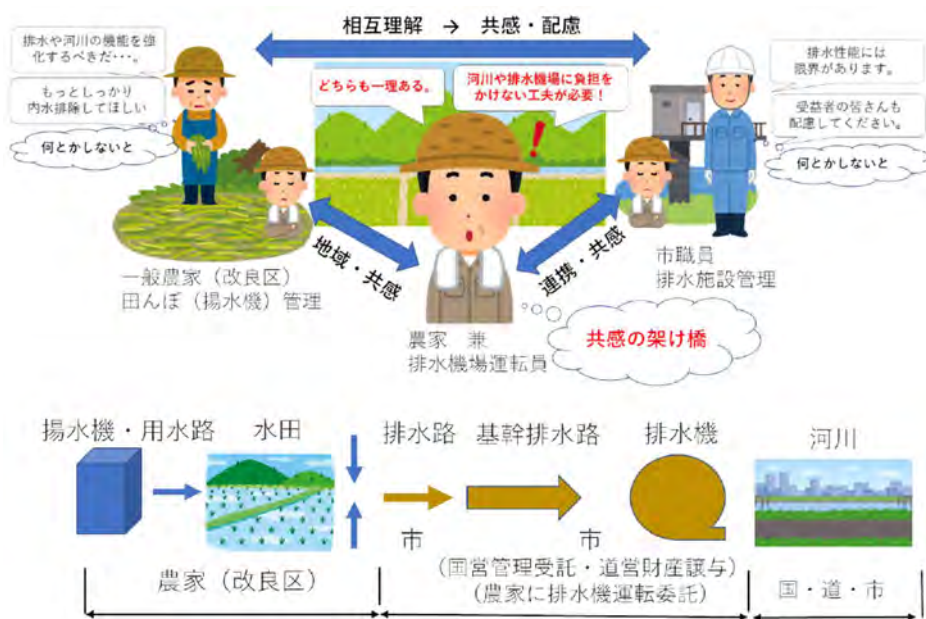 相互理解 → 共感・配慮
排水や河川の機能を強
化するべきだ・・・。
もっとしっかり
内水排除してほしい
何とかしないと
どちらも一理ある。
河川や排水機場に負担を
かけない工夫が必要！
排水性能には
限界があります。
受益者の皆さんも
配慮してください。
何とかしないと
地域・共感
連携・共感
一般農家（改良区）
田んぼ（揚水機）管理
市職員
排水施設管理
農家 兼
排水機場運転員
共感の架け橋
揚水機・用水路
水田
排水路
基幹排水路
排水機
河川
市
市
農家（改良区）
(国営管理受託・道営財産譲与)
(農家に排水機運転委託)
国・道・市